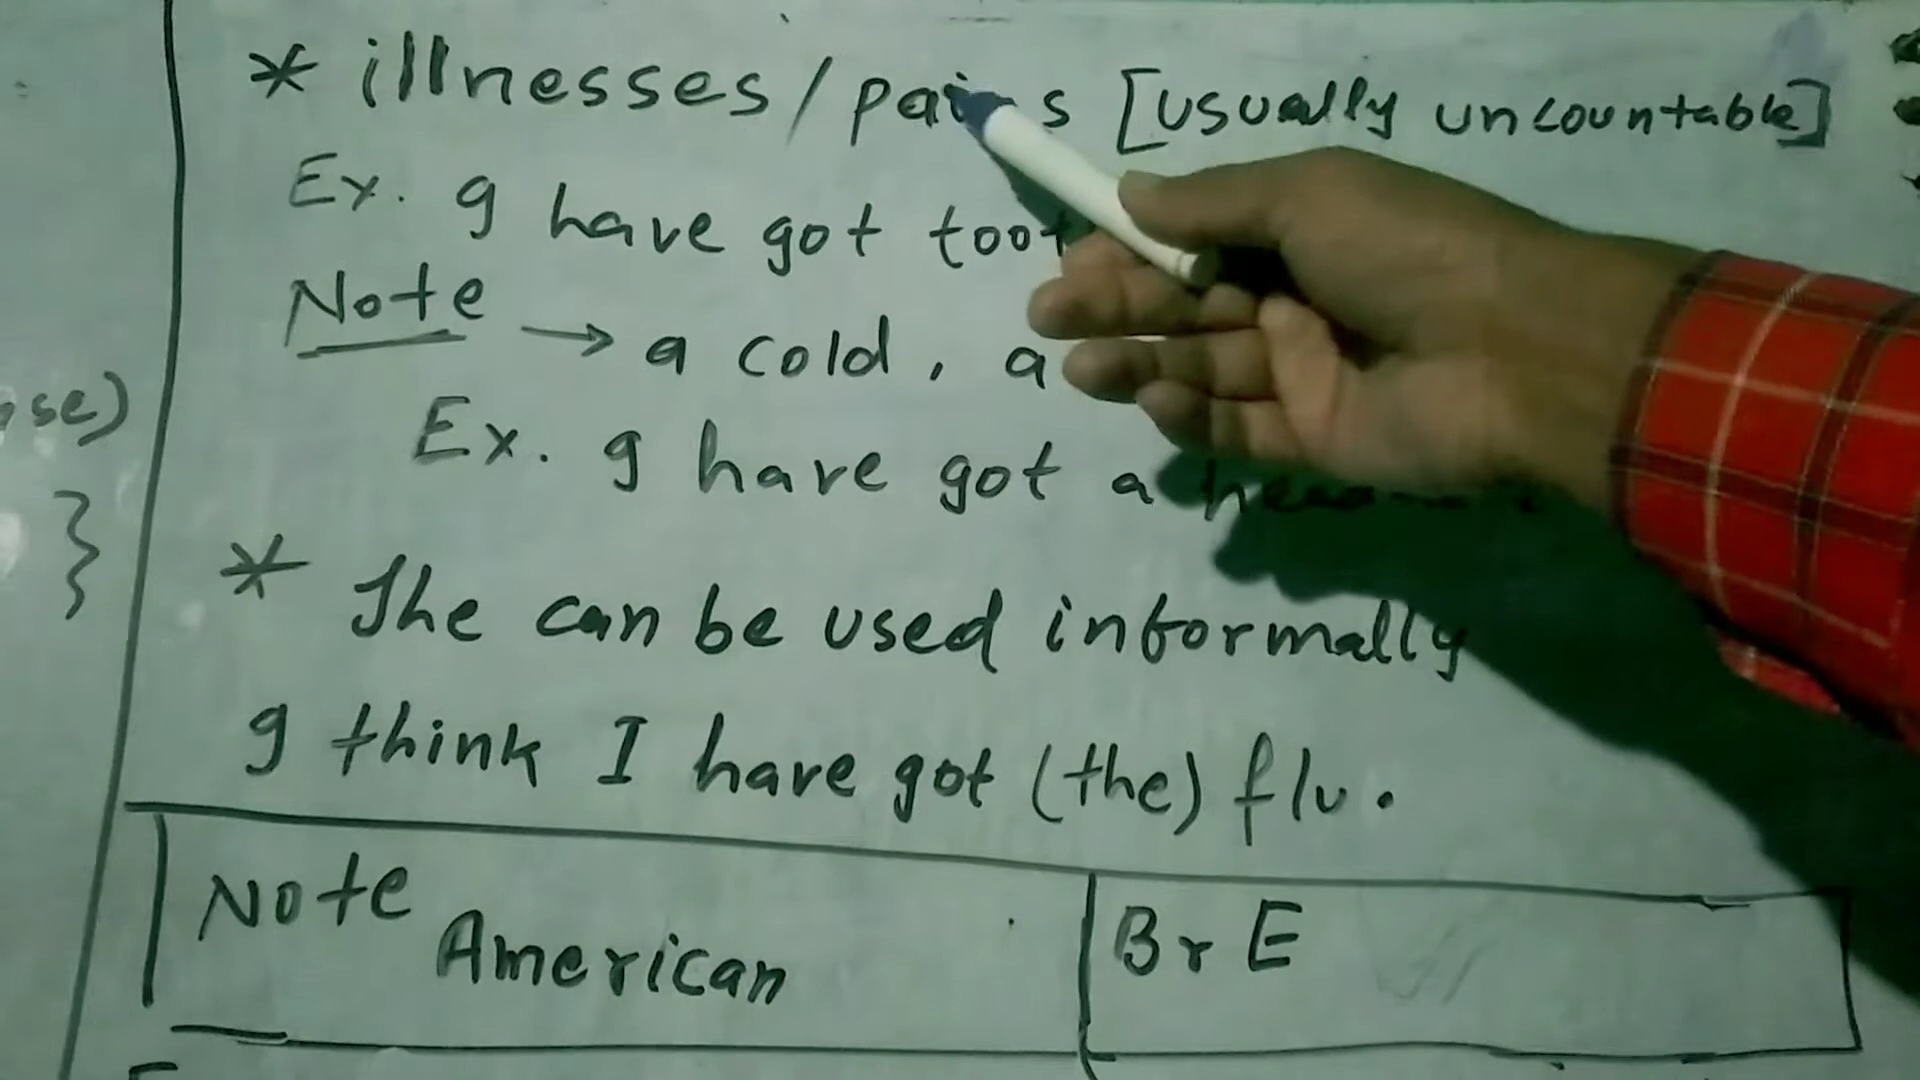 * illnesses / pains [usually uncountable]
Ex. I have got
Note → a cold, a
se)
Ex. I have got a
}
* The can be used informally
I think I have got (the) flu.
Note American
BrE